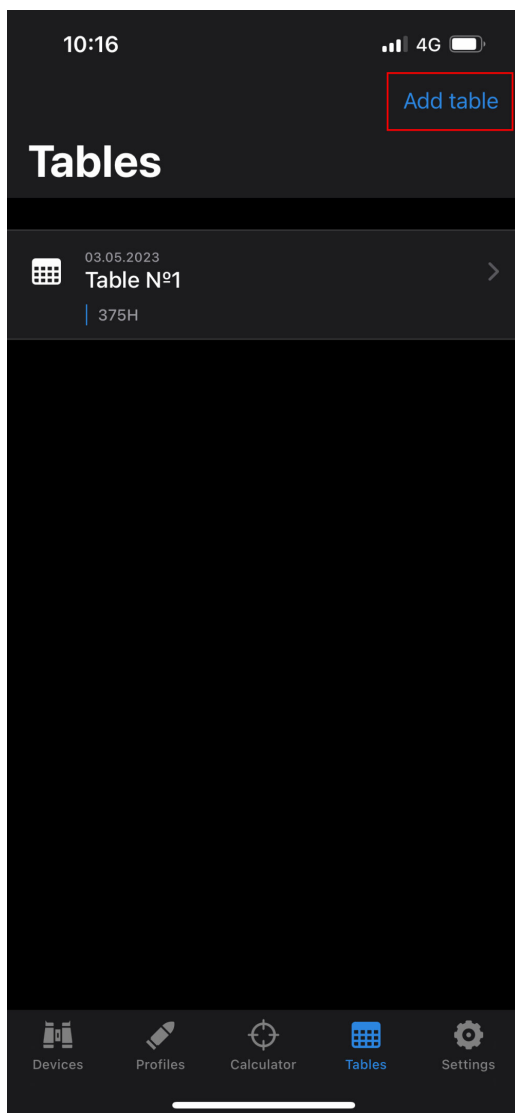 10:16 4G
Add table
Tables
03.05.2023
Table Nº1
375H
Devices Profiles Calculator Tables Settings